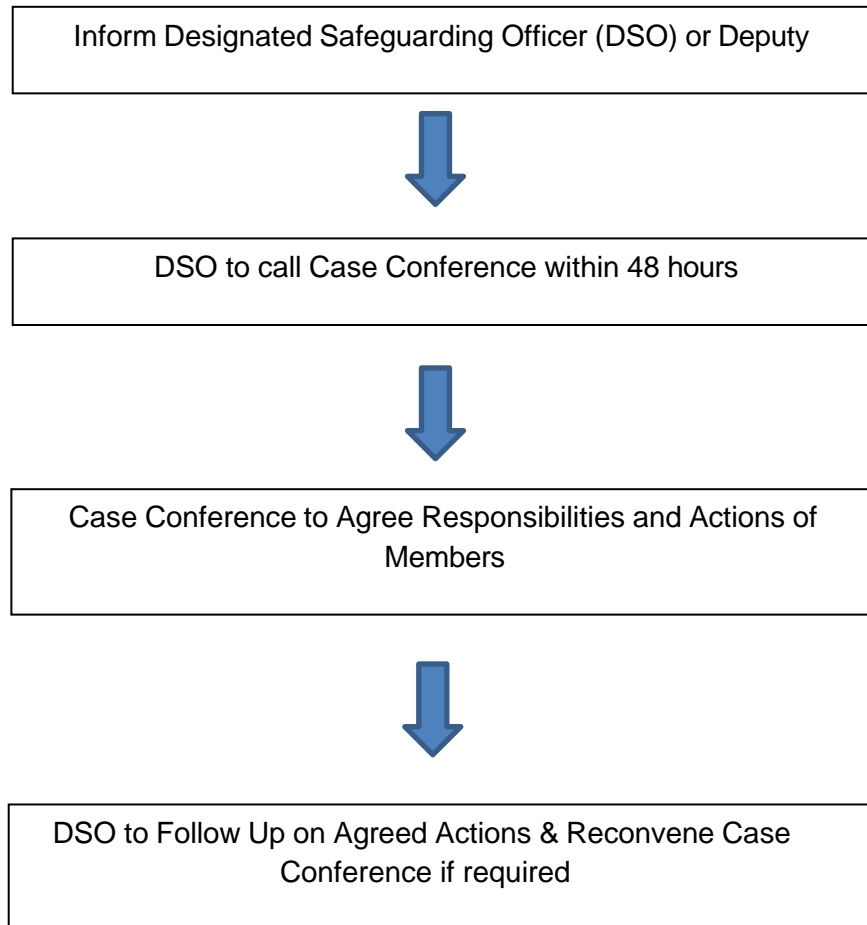 Inform Designated Safeguarding Officer (DSO) or Deputy
DSO to call Case Conference within 48 hours
Case Conference to Agree Responsibilities and Actions of
Members
DSO to Follow Up on Agreed Actions & Reconvene Case
Conference if required